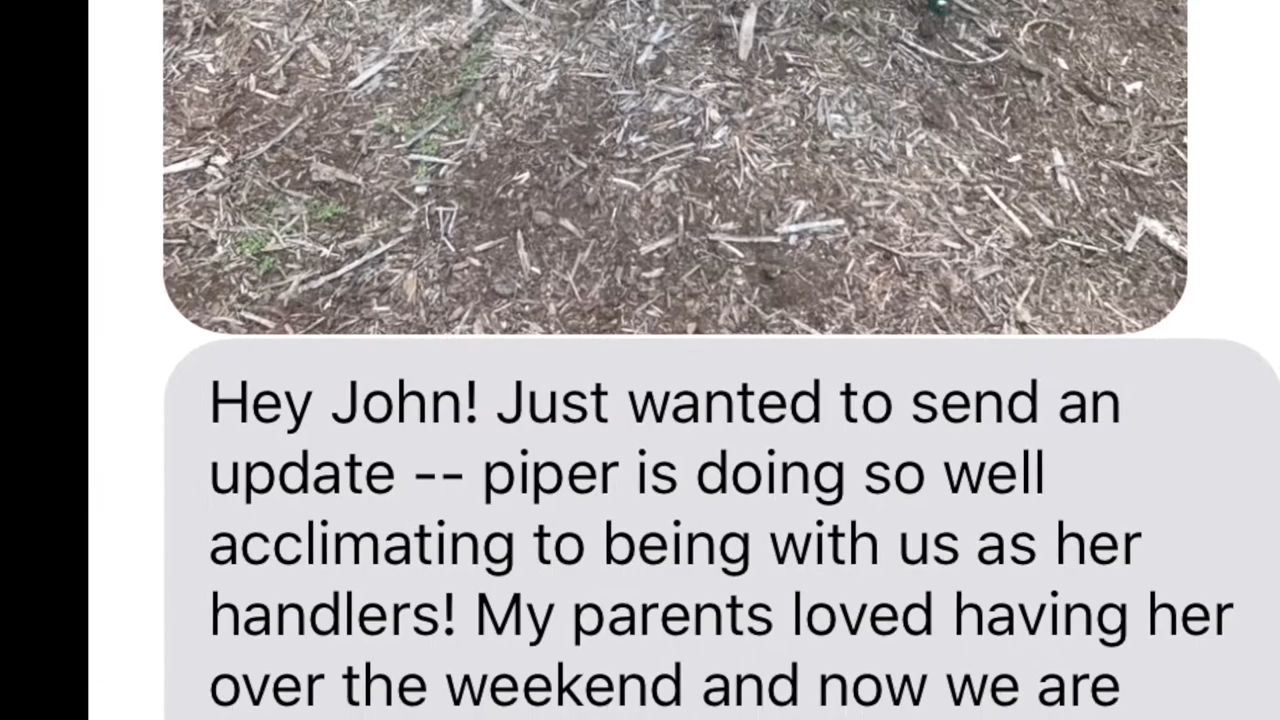 Hey John! Just wanted to send an
update -- piper is doing so well
acclimating to being with us as her
handlers! My parents loved having her
over the weekend and now we are